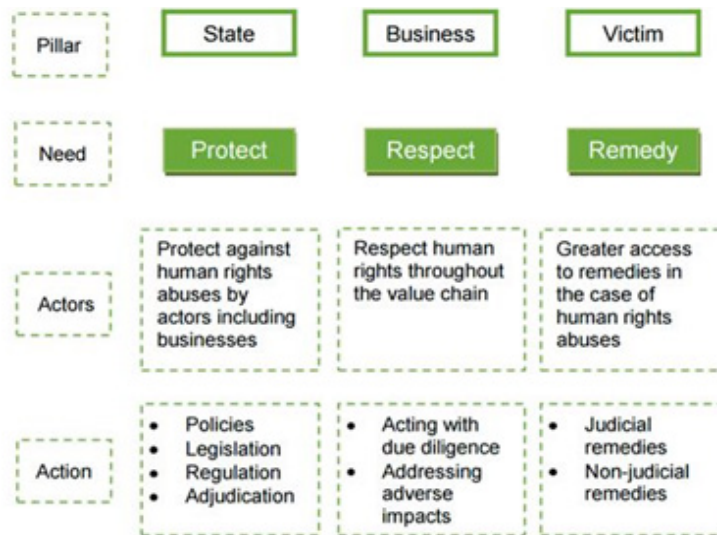 Pillar
State
Business
Victim
Need
Protect
Respect
Remedy
Actors
Protect against
human rights
abuses by
actors including
businesses
Respect human
rights throughout
the value chain
Greater access
to remedies in
the case of
human rights
abuses
Action
• Policies
• Legislation
• Regulation
• Adjudication
• Acting with
due diligence
• Addressing
adverse
impacts
• Judicial
remedies
• Non-judicial
remedies